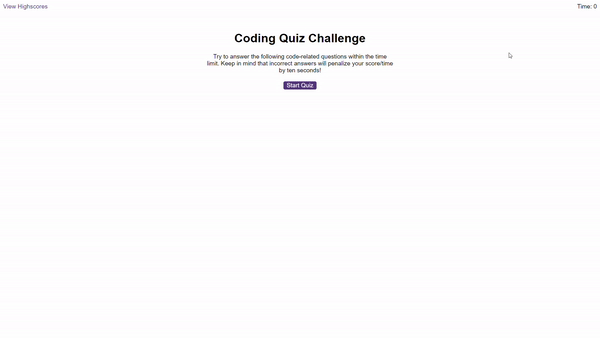 View Highscores
Time: 0
Coding Quiz Challenge
Try to answer the following code-related questions within the time
limit. Keep in mind that incorrect answers will penalize your score/time
by ten seconds!
Start Quiz